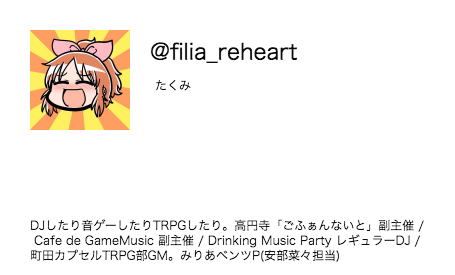 @filia_reheart
たくみ
DJしたり音ゲーしたりTRPGしたり。高円寺「ごふぁんないと」副主催 /
Cafe de GameMusic 副主催 / Drinking Music Party レギュラーDJ /
町田カプセルTRPG部GM。みりあペンツP(安部菜々担当)